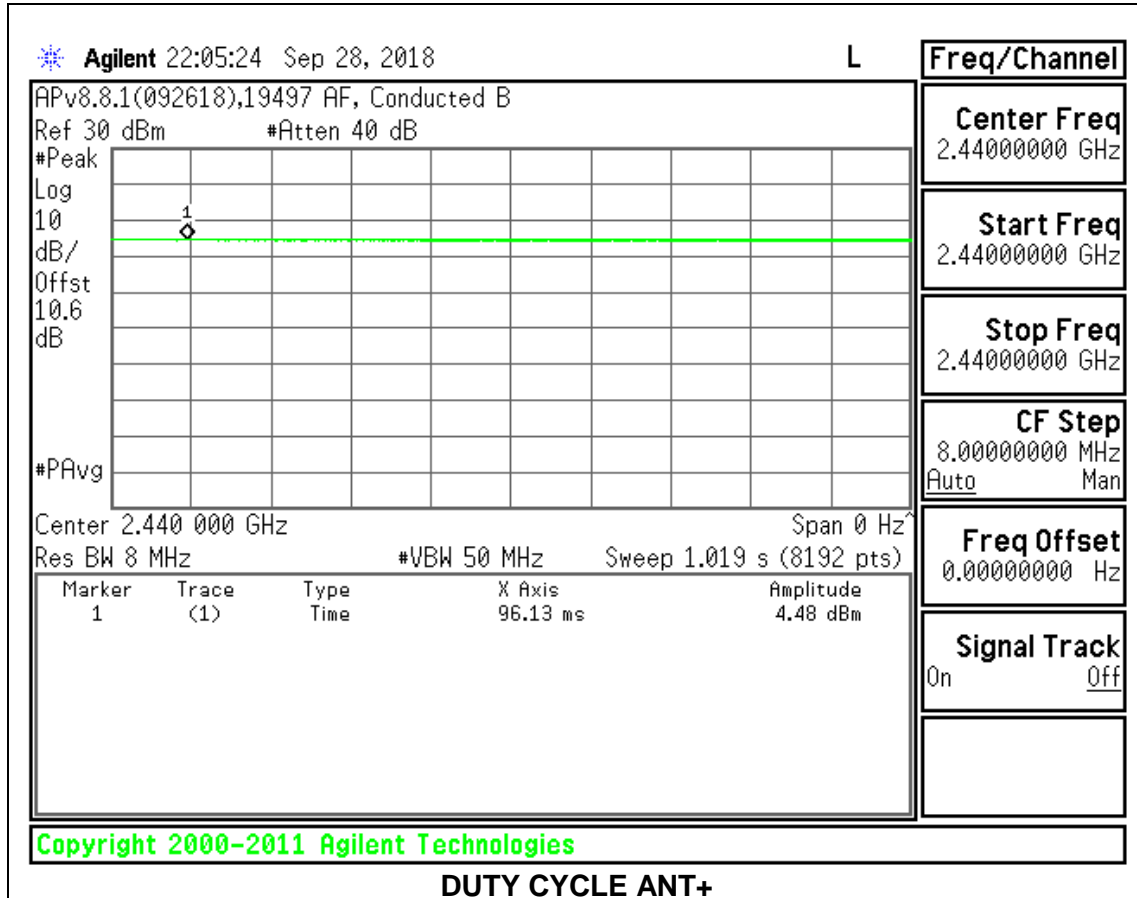 Agilent 22:05:24 Sep 28, 2018 L
APv8.8.1(092618),19497 AF, Conducted B
Ref 30 dBm #Atten 40 dB
#Peak
Log
10
dB/
Offst
10.6
dB
#PAvg
1
Center 2.440 000 GHz Span 0 Hz^
Res BW 8 MHz #VBW 50 MHz Sweep 1.019 s (8192 pts)
Marker Trace Type X Axis Amplitude
1 (1) Time 96.13 ms 4.48 dBm
Freq/Channel
Center Freq
2.44000000 GHz
Start Freq
2.44000000 GHz
Stop Freq
2.44000000 GHz
CF Step
8.00000000 MHz
Auto Man
Freq Offset
0.00000000 Hz
Signal Track
On Off
Copyright 2000-2011 Agilent Technologies
DUTY CYCLE ANT+